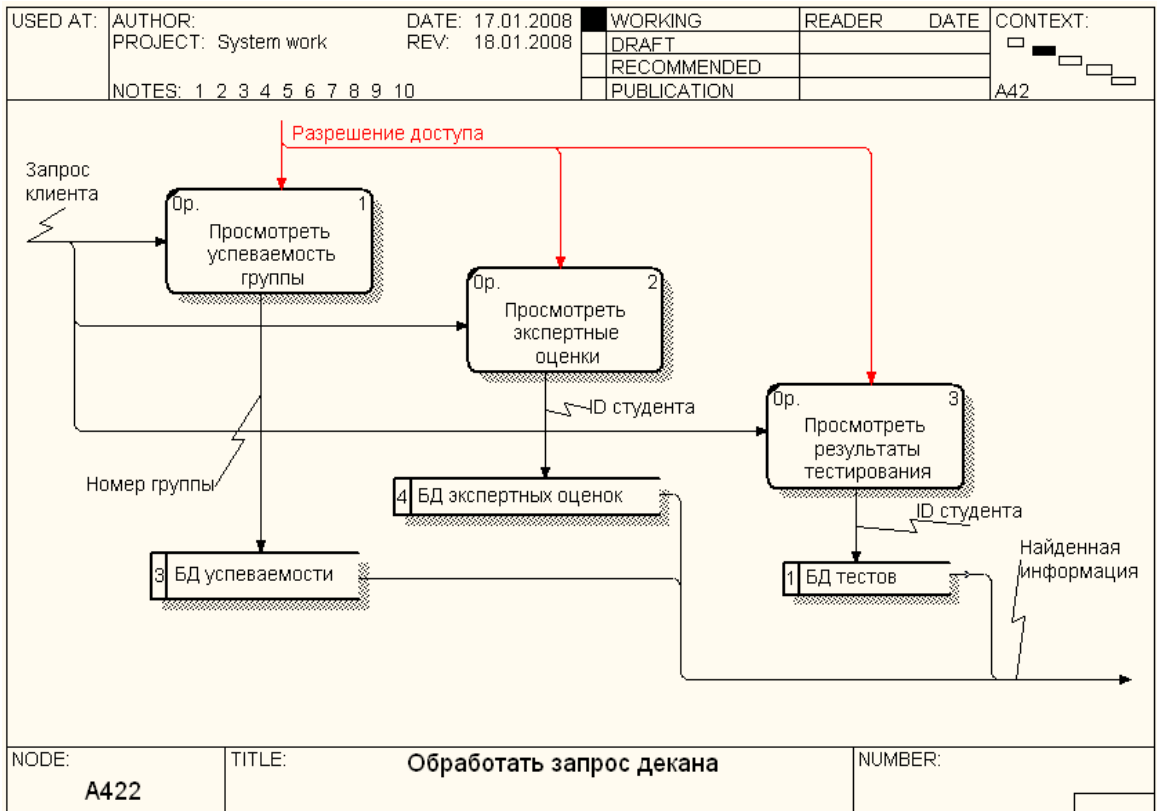 USED AT: AUTHOR: DATE: 17.01.2008 WORKING READER DATE CONTEXT:
PROJECT: System work REV: 18.01.2008 DRAFT
RECOMMENDED
NOTES: 1 2 3 4 5 6 7 8 9 10 PUBLICATION A42
Разрешение доступа
Запрос
клиента
0р. 1
Просмотреть
успеваемость
группы
0р. 2
Просмотреть
экспертные
оценки
0р. 3
Просмотреть
результаты
тестирования
ID студента
Номер группы
4 БД экспертных оценок
ID студента
Найденная
информация
3 БД успеваемости
1 БД тестов
NODE: TITLE: Обработать запрос декана NUMBER:
A422